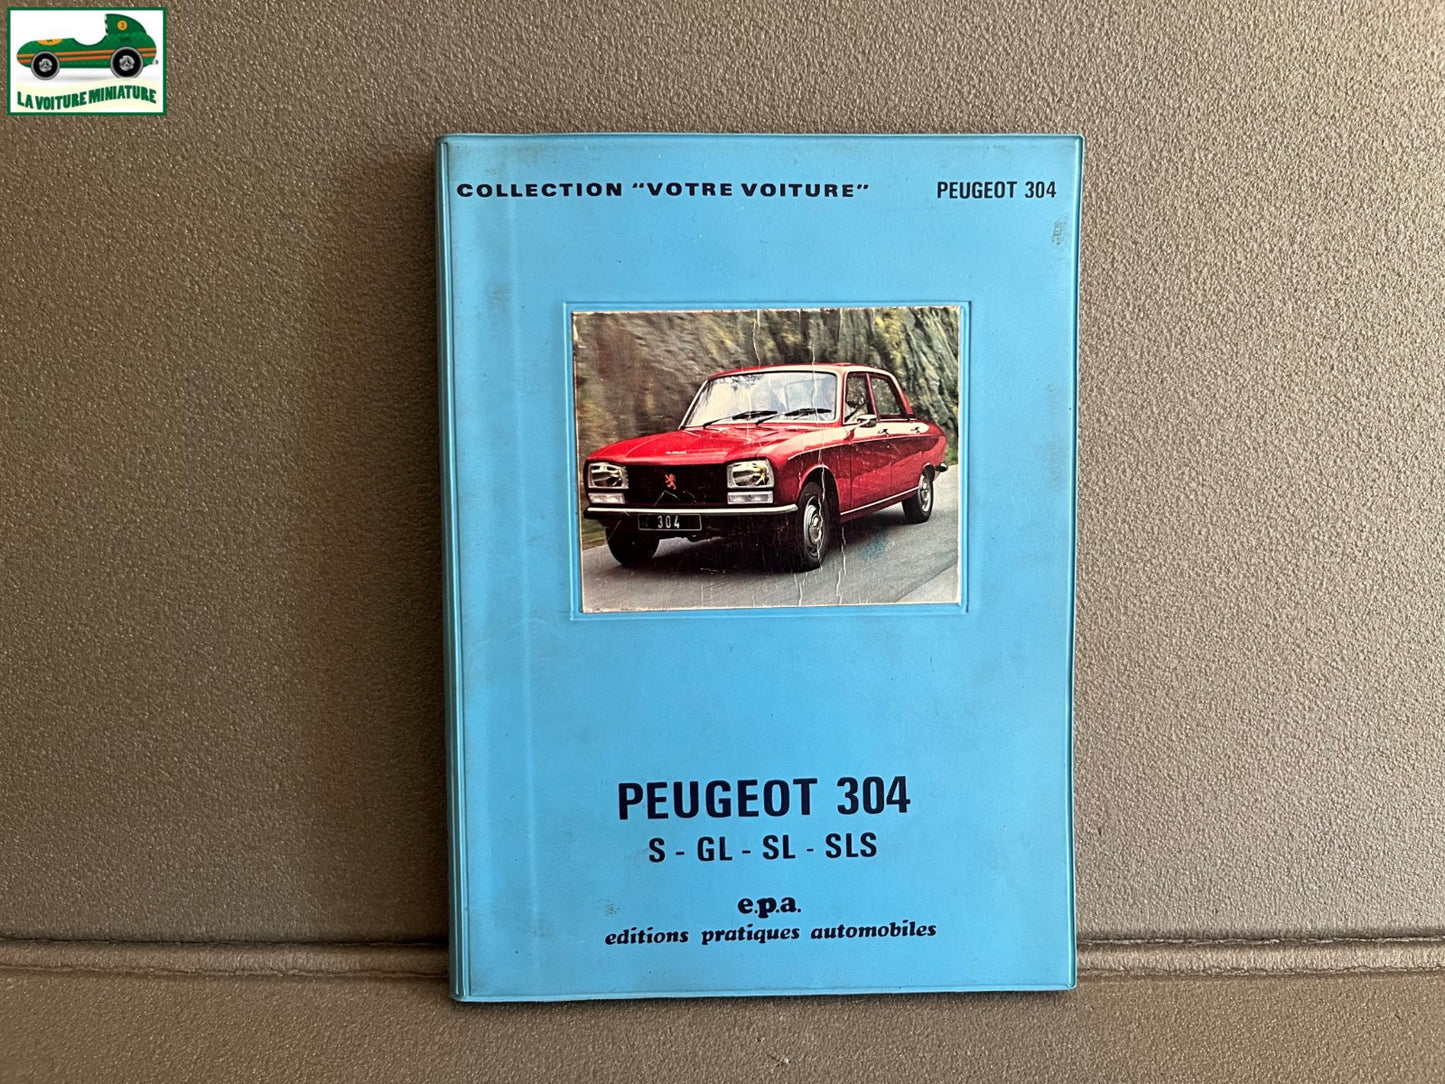 LA VOITURE MINIATURE
COLLECTION "VOTRE VOITURE" PEUGEOT 304
304
PEUGEOT 304
S - GL - SL - SLS
e.p.a.
editions pratiques automobiles